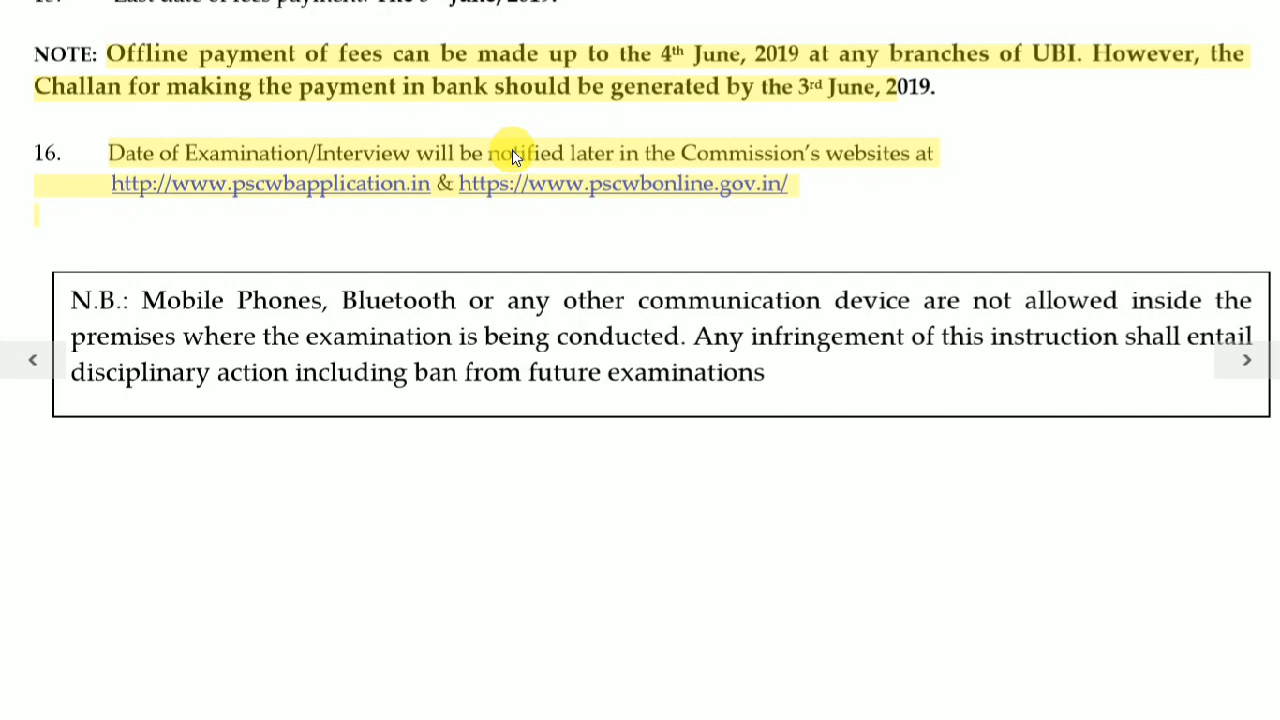 NOTE: Offline payment of fees can be made up to the 4th June, 2019 at any branches of UBI. However, the
Challan for making the payment in bank should be generated by the 3rd June, 2019.
16. Date of Examination/Interview will be notified later in the Commission's websites at
http://www.pscwbapplication.in & https://www.pscwbonline.gov.in/
N.B.: Mobile Phones, Bluetooth or any other communication device are not allowed inside the
premises where the examination is being conducted. Any infringement of this instruction shall entail
disciplinary action including ban from future examinations